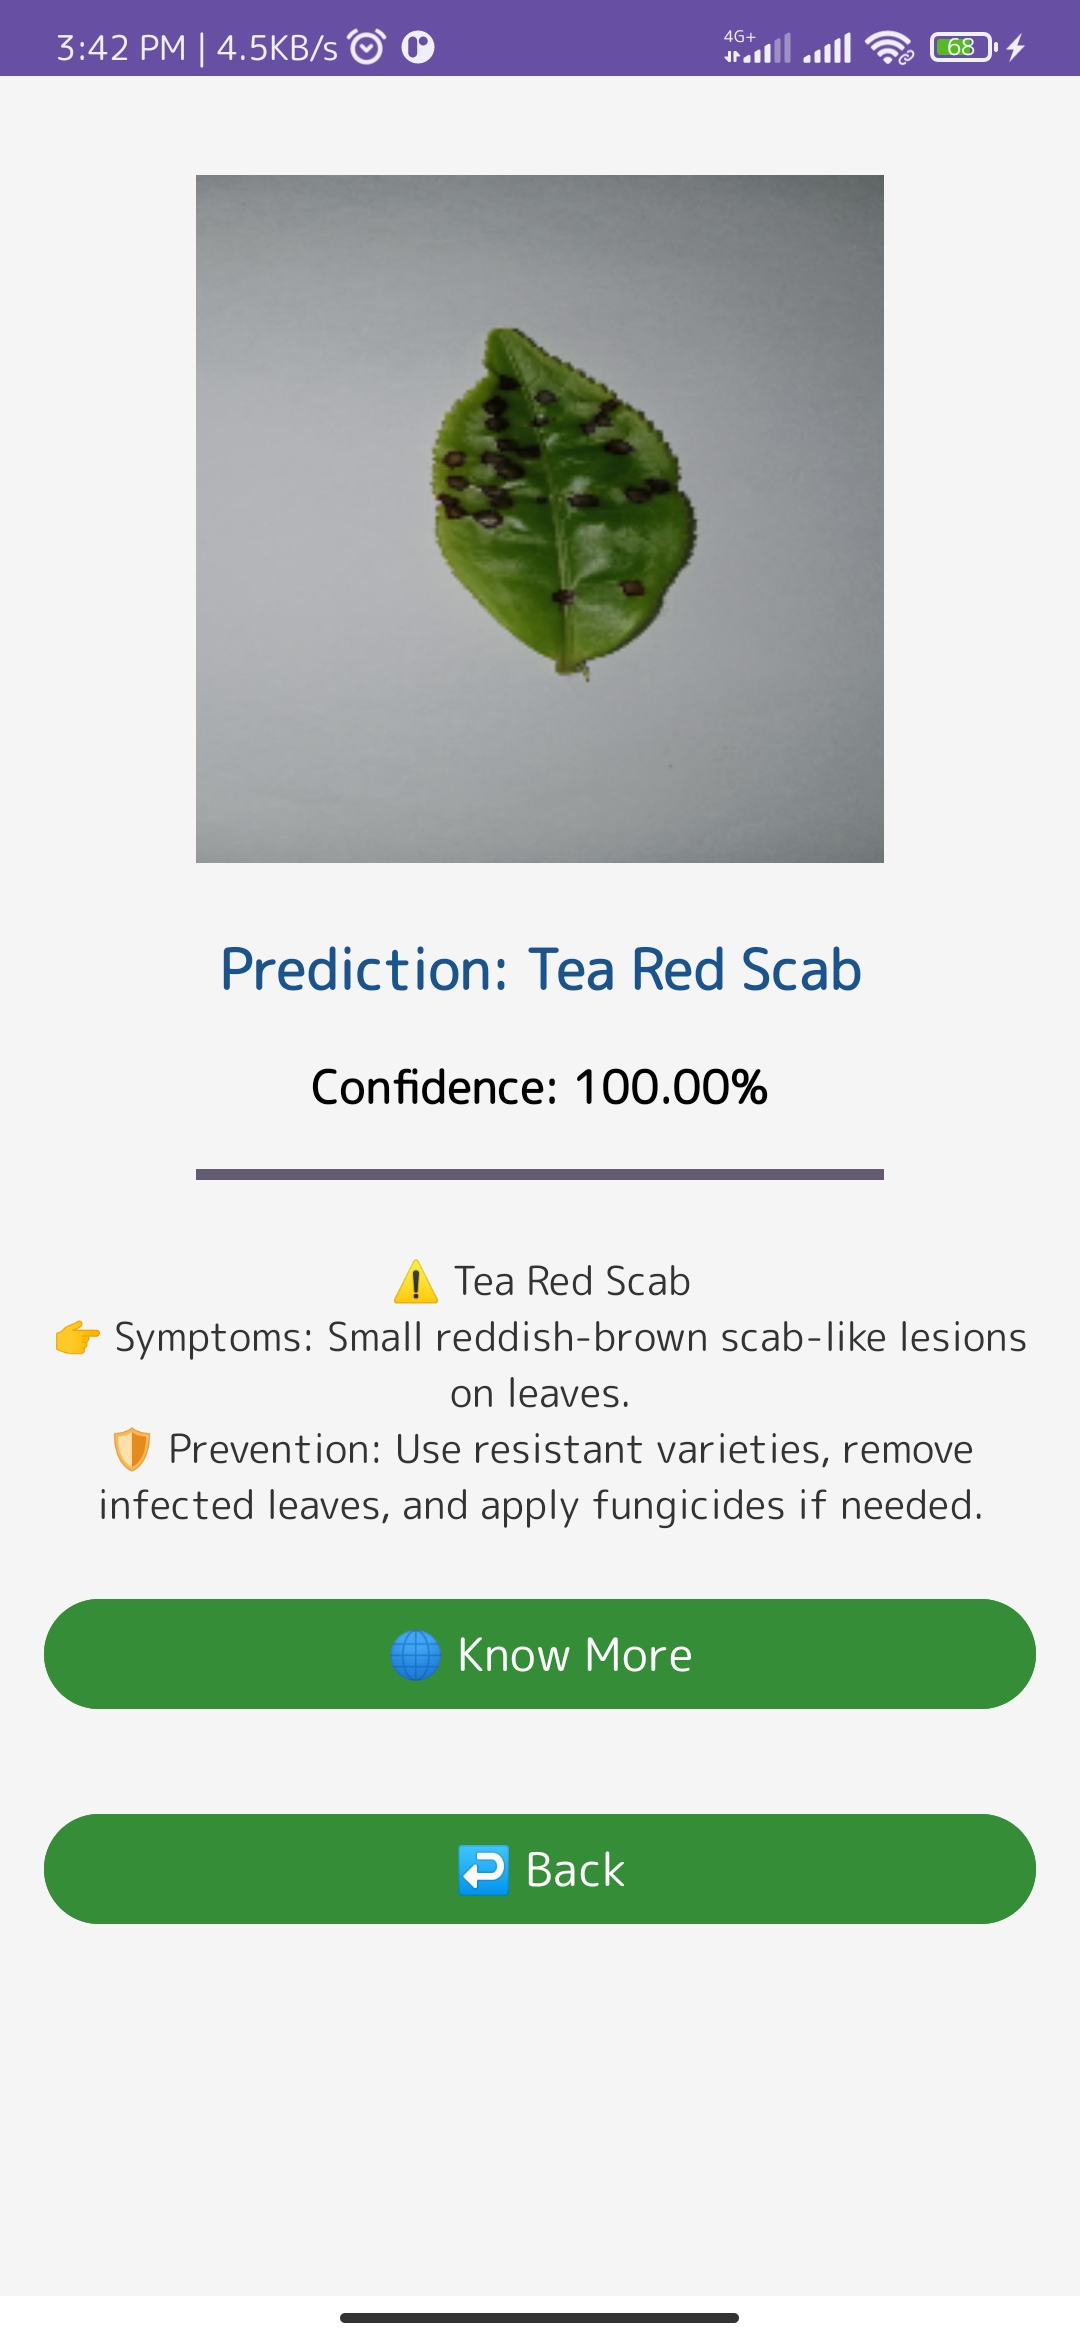 3:42 PM | 4.5KB/s 4G+ 68
Prediction: Tea Red Scab
Confidence: 100.00%
⚠️ Tea Red Scab
👉 Symptoms: Small reddish-brown scab-like lesions
on leaves.
🛡️ Prevention: Use resistant varieties, remove
infected leaves, and apply fungicides if needed.
🌐 Know More
↩️ Back